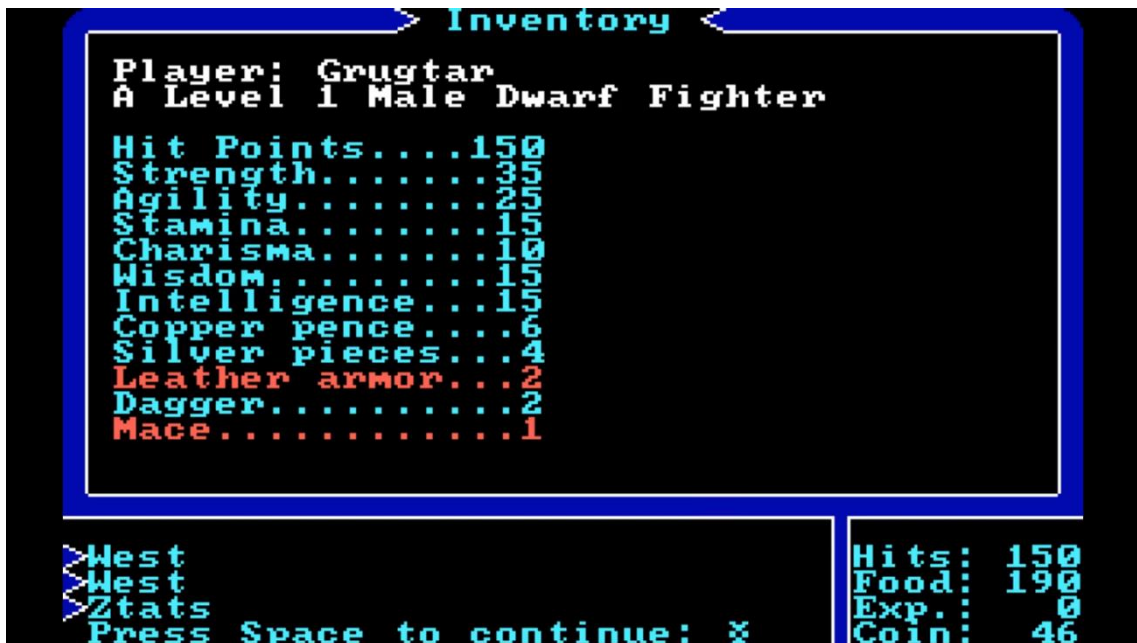 Inventory
Player: Grugtar
A Level 1 Male Dwarf Fighter
Hit Points....150
Strength.......35
Agility........25
Stamina........15
Charisma.......10
Wisdom.........15
Intelligence...15
Copper pence....6
Silver pieces...4
Leather armor...2
Dagger..........2
Mace............1
>West
>West
>Ztats
Press Space to continue:
Hits: 150
Food: 190
Exp.: 0
Coin: 46